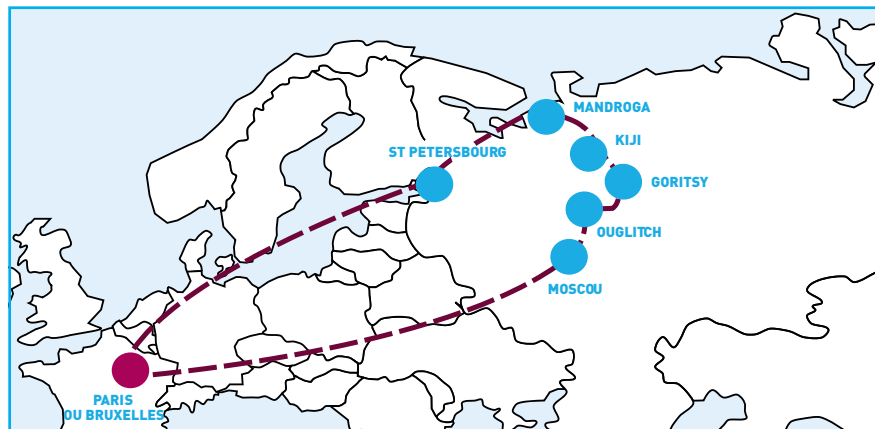 MANDROGA
KIJI
ST PETERSBOURG
GORITSY
OUGLITCH
MOSCOU
PARIS
OU BRUXELLES